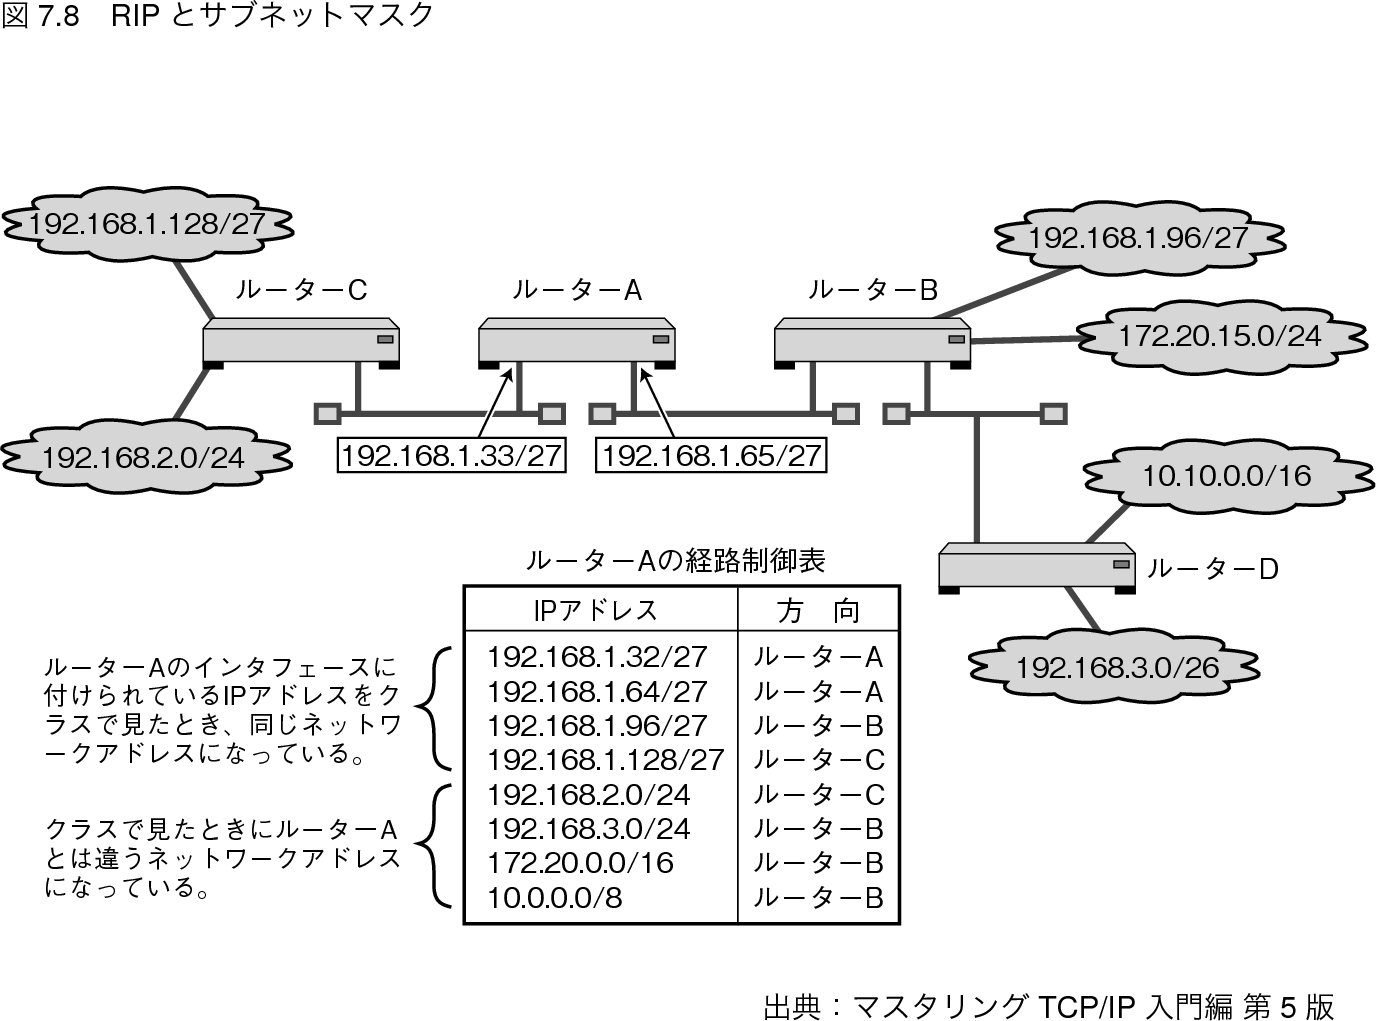 図 7.8　RIP とサブネットマスク
192.168.1.128/27
192.168.1.96/27
ルーターC
ルーターA
ルーターB
172.20.15.0/24
192.168.2.0/24
192.168.1.33/27
192.168.1.65/27
10.10.0.0/16
ルーターD
192.168.3.0/26
ルーターAの経路制御表
IPアドレス 方　向
192.168.1.32/27 ルーターA
192.168.1.64/27 ルーターA
192.168.1.96/27 ルーターB
192.168.1.128/27 ルーターC
192.168.2.0/24 ルーターC
192.168.3.0/24 ルーターB
172.20.0.0/16 ルーターB
10.0.0.0/8 ルーターB
ルーターAのインタフェースに
付けられているIPアドレスをク
ラスで見たとき、同じネットワ
ークアドレスになっている。
クラスで見たときにルーターA
とは違うネットワークアドレス
になっている。
出典：マスタリング TCP/IP 入門編 第 5 版